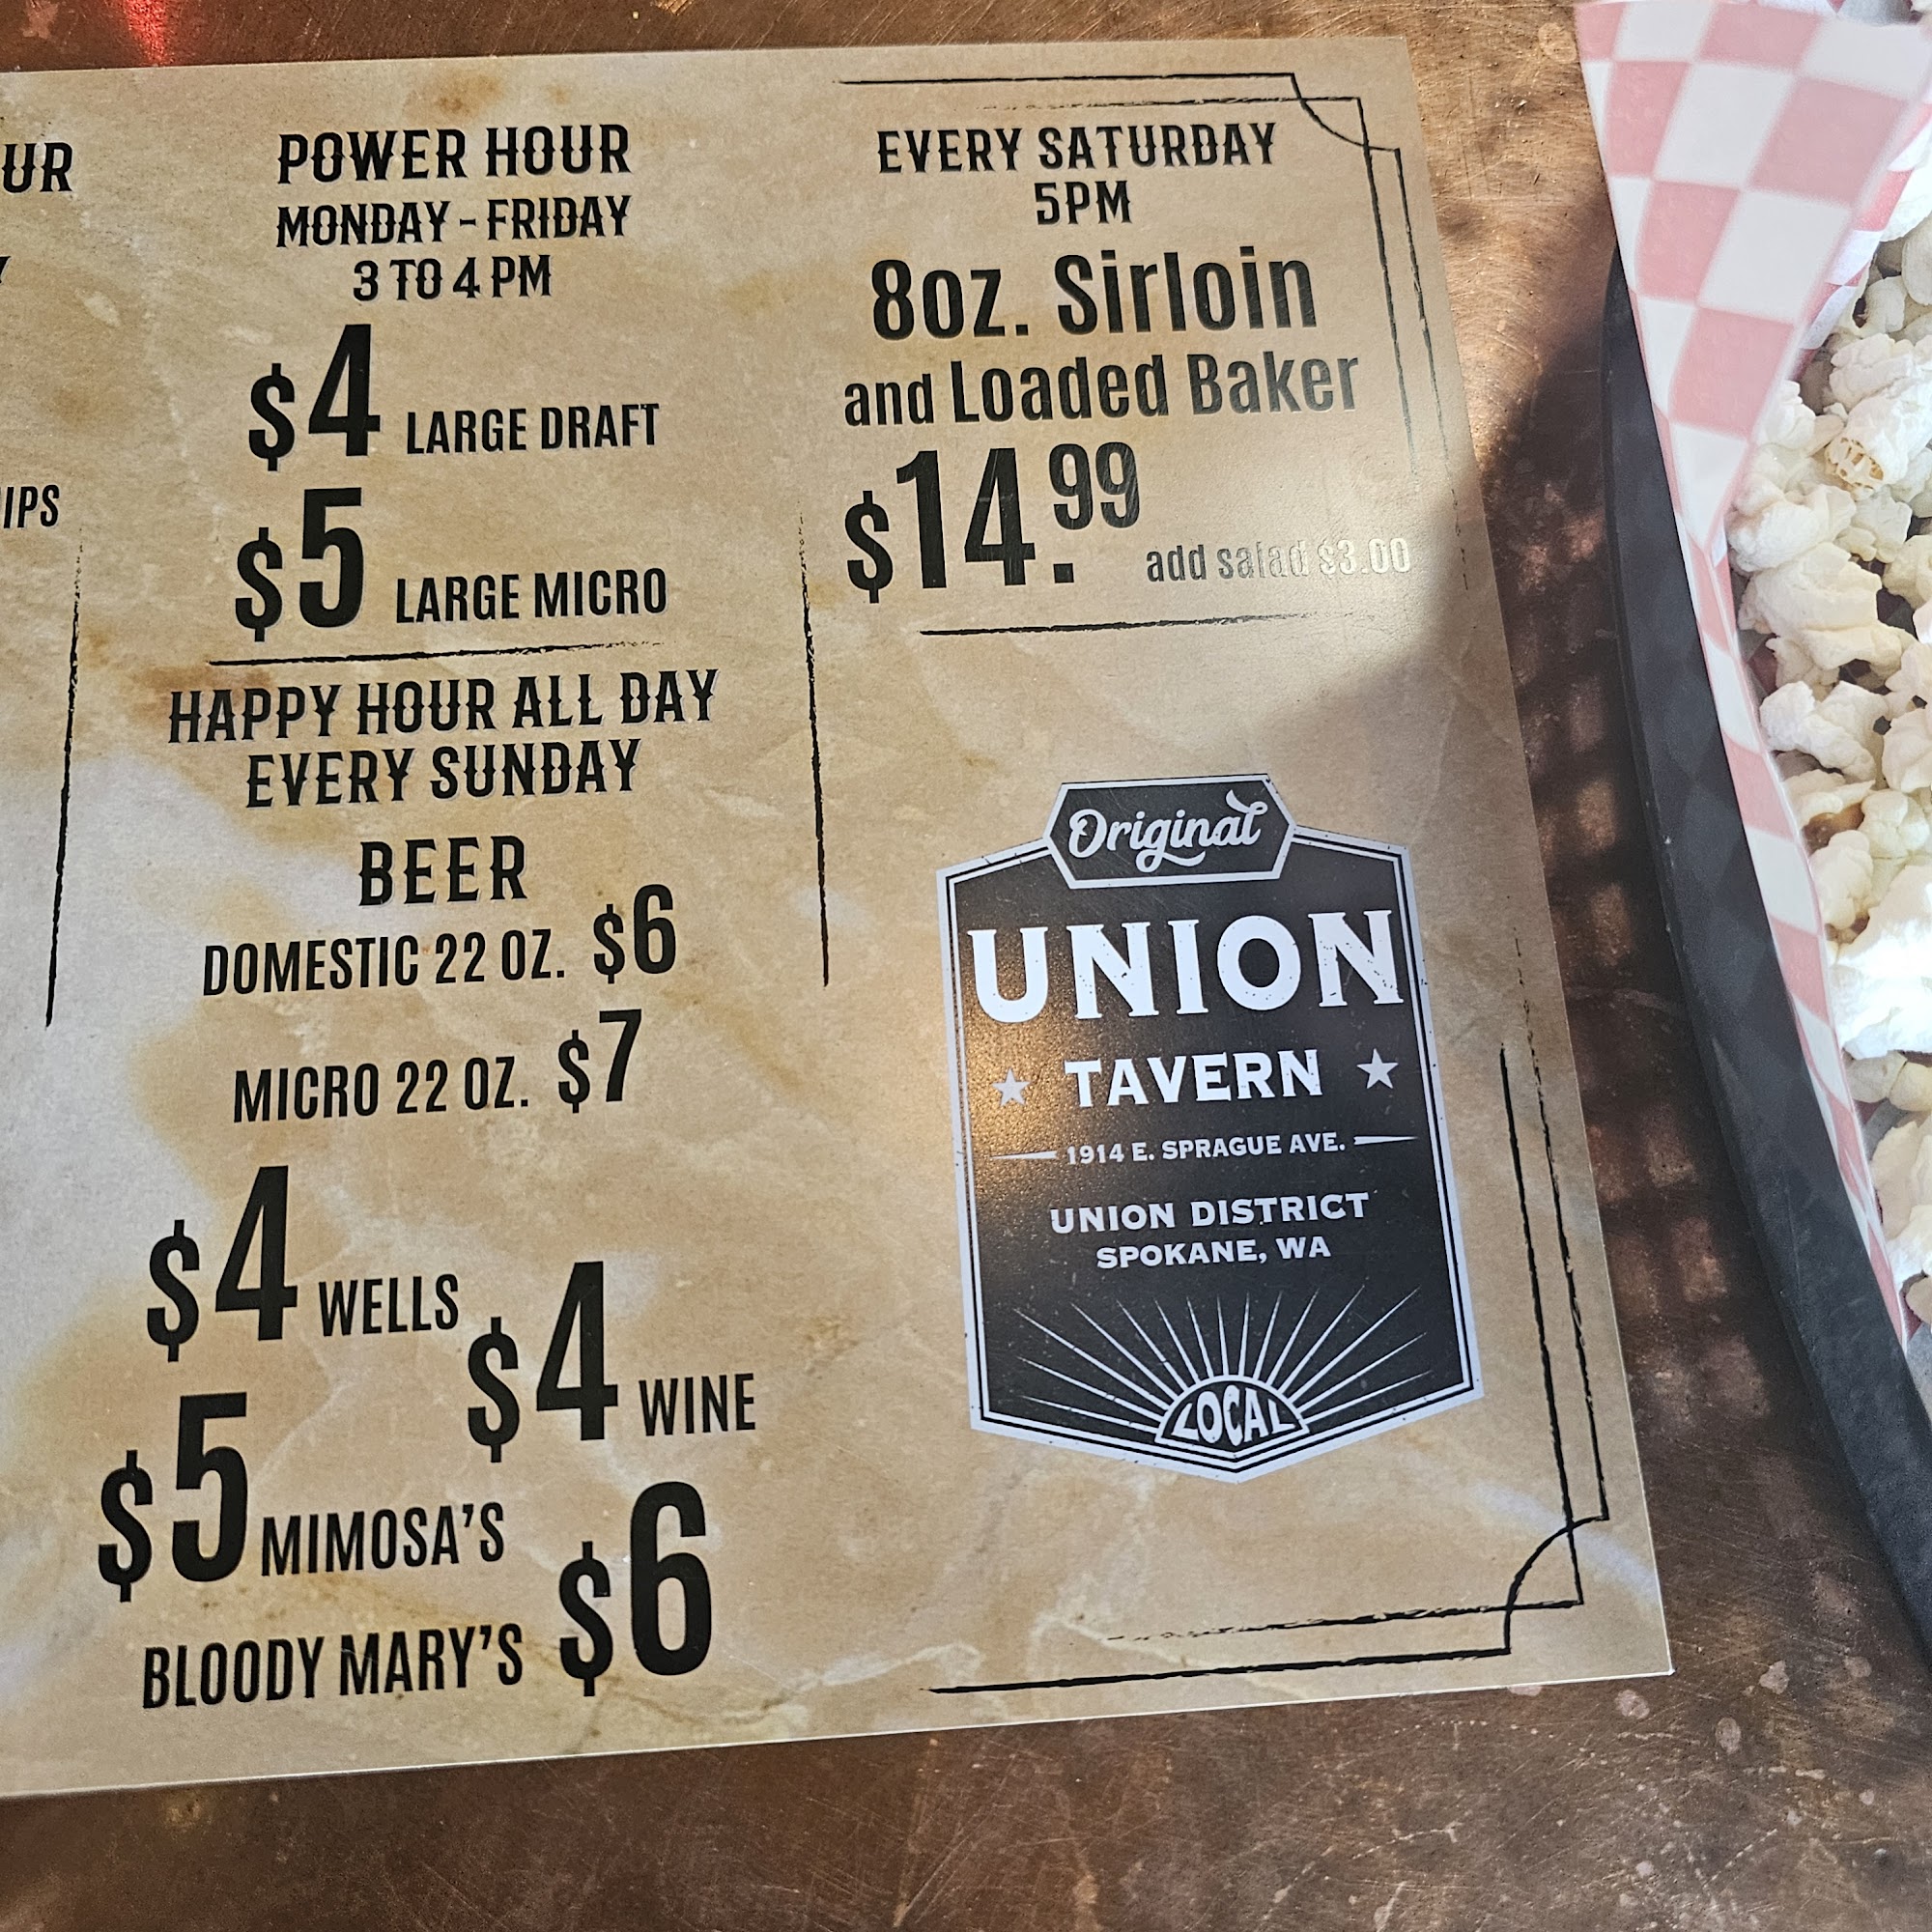 POWER HOUR
MONDAY - FRIDAY
3 TO 4 PM
$4 LARGE DRAFT
$5 LARGE MICRO
HAPPY HOUR ALL DAY
EVERY SUNDAY
BEER
DOMESTIC 22 OZ. $6
MICRO 22 OZ. $7
$4 WELLS
$4 WINE
$5 MIMOSA'S
BLOODY MARY'S $6
EVERY SATURDAY
5PM
8oz. Sirloin
and Loaded Baker
$14.99
add salad $3.00
Original
UNION
TAVERN
1914 E. SPRAGUE AVE.
UNION DISTRICT
SPOKANE, WA
LOCAL